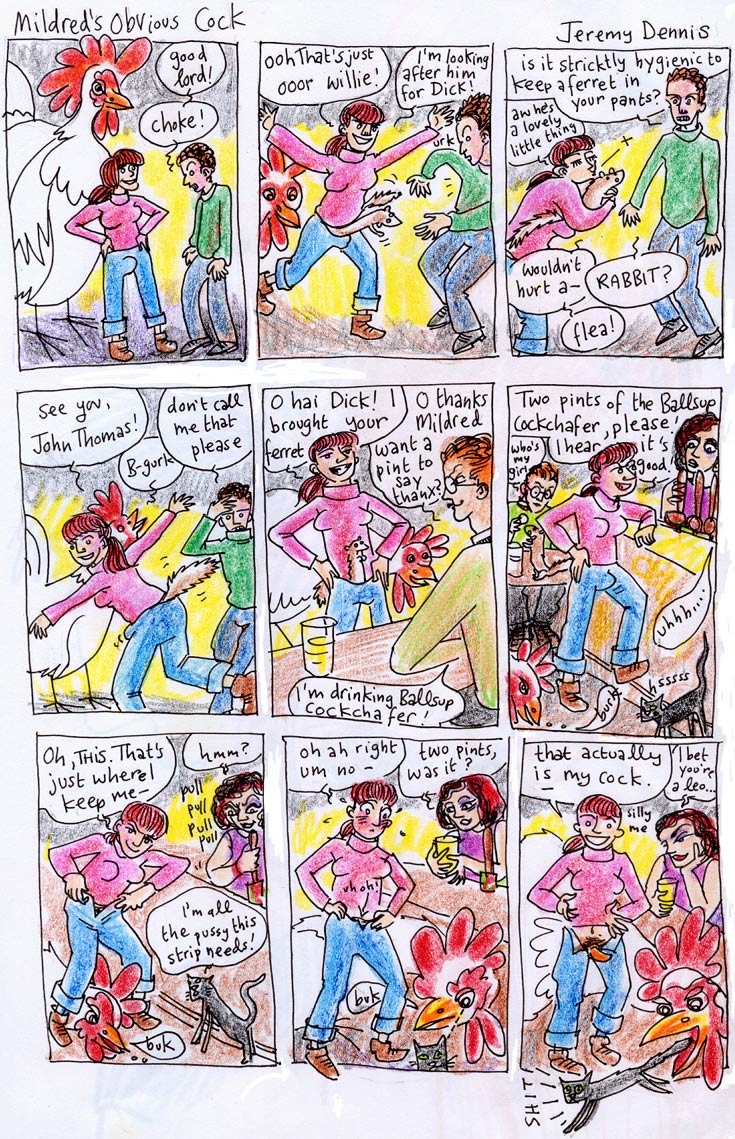 Mildred's Obvious Cock
Jeremy Dennis
good
lord!
choke!
ooh That's just
ooor willie!
I'm looking
after him
for Dick!
urk
is it stricktly hygienic to
keep a ferret in
your pants?
aw he's
a lovely
little thing
x
+
wouldn't
hurt a-
RABBIT?
flea!
See you,
John Thomas!
B-gurk
don't call
me that
please
O hai Dick! I
brought your
ferret
O thanks
Mildred
want a
pint to
say
thanx?
I'm drinking Ballsup
cockchafer!
Two pints of the Ballsup
Cockchafer, please!
I hear it's
good!
who's
my
girl
uhhh....
burk
hsssss
Oh, THIS. That's
just where I
keep me-
hmm?
pull
pull
pull
pull
I'm all
the pussy this
strip needs!
buk
oh ah right
um no-
two pints,
was it?
uh oh!
buk
that actually
is my cock.
I bet
you're
a leo...
silly
me
SHIT